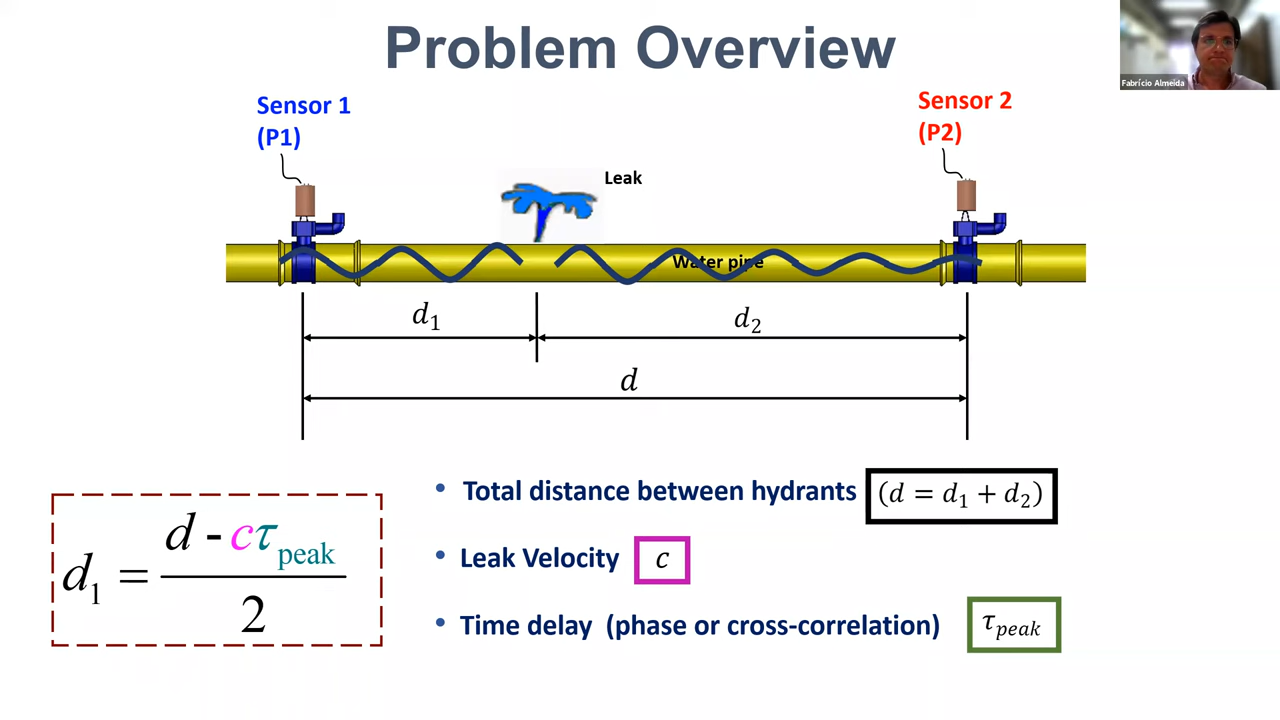 Problem Overview
Fabrício Almeida
Sensor 1
(P1)
Sensor 2
(P2)
Leak
Water pipe
d₁
d₂
d
d₁ = (d - cτ_peak) / 2
• Total distance between hydrants (d = d₁ + d₂)
• Leak Velocity c
• Time delay (phase or cross-correlation) τ_peak